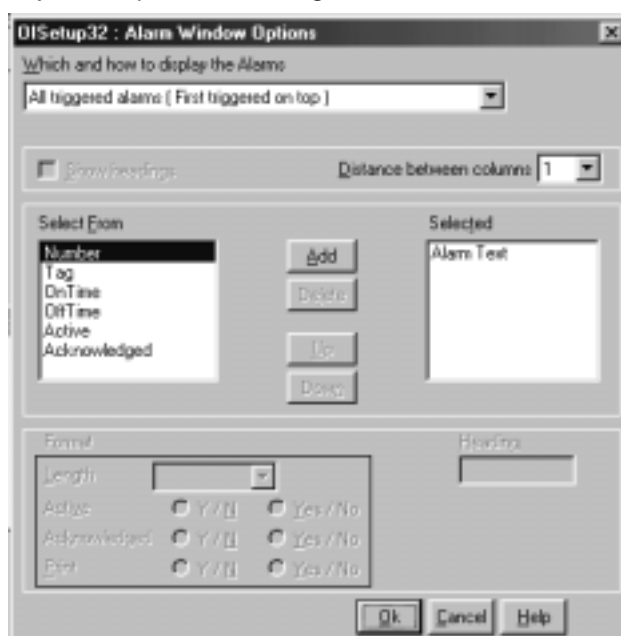 OISetup32 : Alarm Window Options
Which and how to display the Alarms
All triggered alarms ( First triggered on top )
Show headings Distance between columns 1
Select From Selected
Number Add Alarm Text
Tag
OnTime Delete
OffTime
Active
Acknowledged Up
Down
Format Heading
Length
Active Y / N Yes / No
Acknowledged Y / N Yes / No
Print Y / N Yes / No
Ok Cancel Help